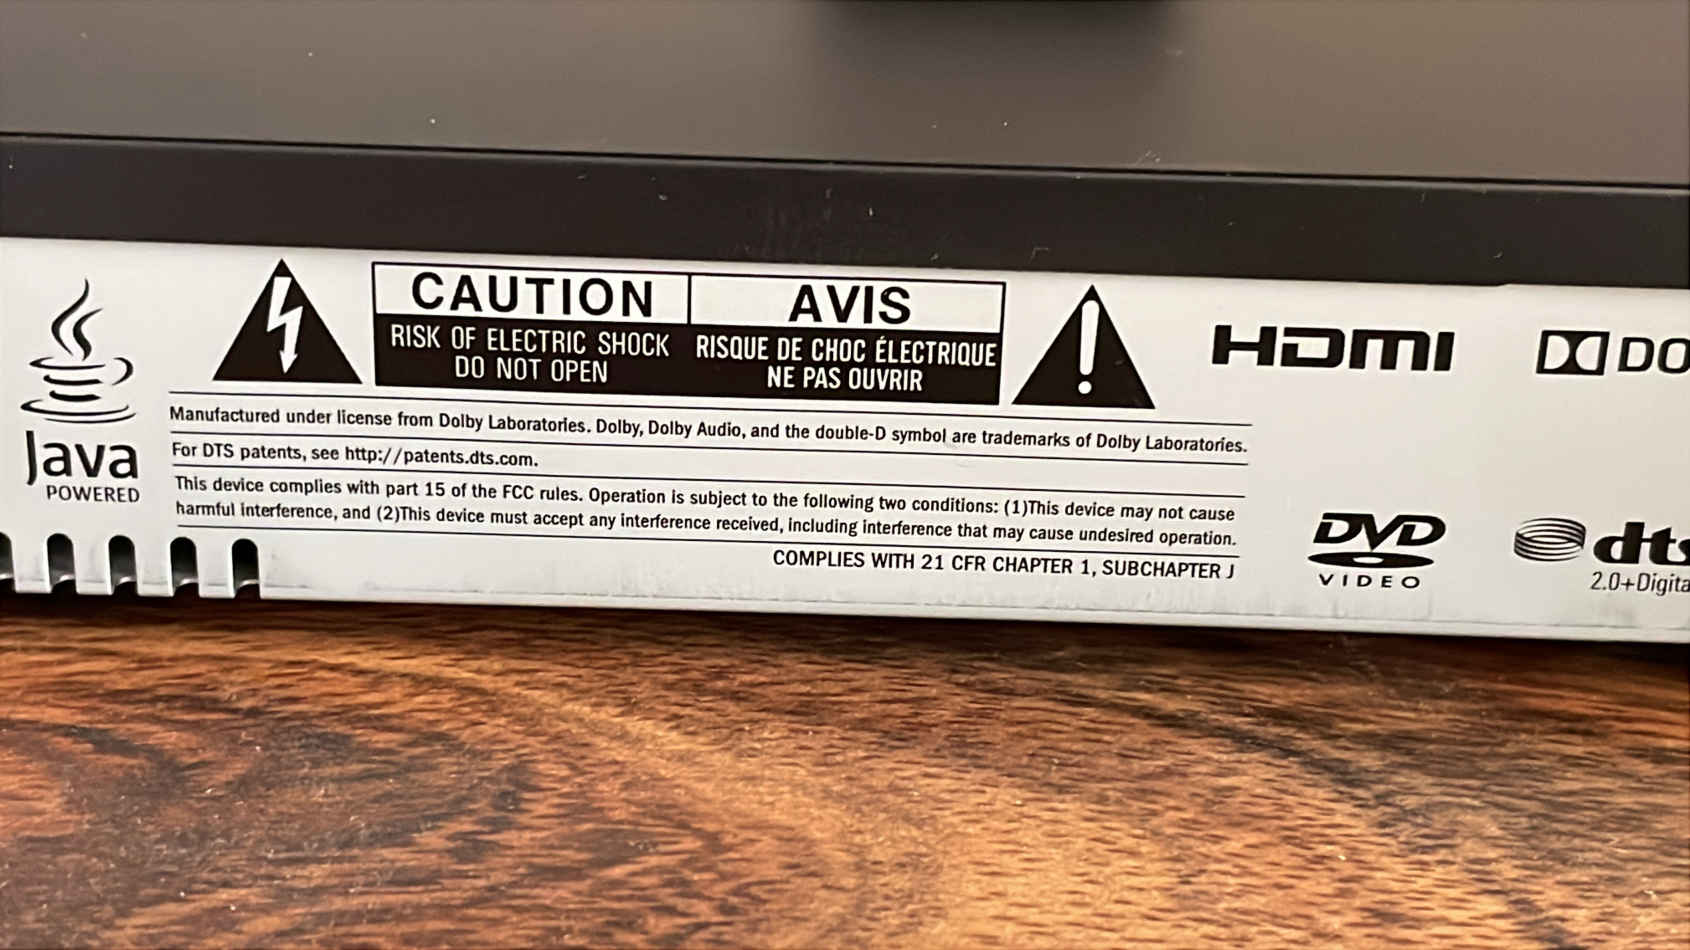 Java
POWERED
CAUTION
RISK OF ELECTRIC SHOCK
DO NOT OPEN
AVIS
RISQUE DE CHOC ÉLECTRIQUE
NE PAS OUVRIR
HDMI
DO
Manufactured under license from Dolby Laboratories. Dolby, Dolby Audio, and the double-D symbol are trademarks of Dolby Laboratories.
For DTS patents, see http://patents.dts.com.
This device complies with part 15 of the FCC rules. Operation is subject to the following two conditions: (1)This device may not cause
harmful interference, and (2)This device must accept any interference received, including interference that may cause undesired operation.
COMPLIES WITH 21 CFR CHAPTER 1, SUBCHAPTER J
DVD
VIDEO
dts
2.0+Digita